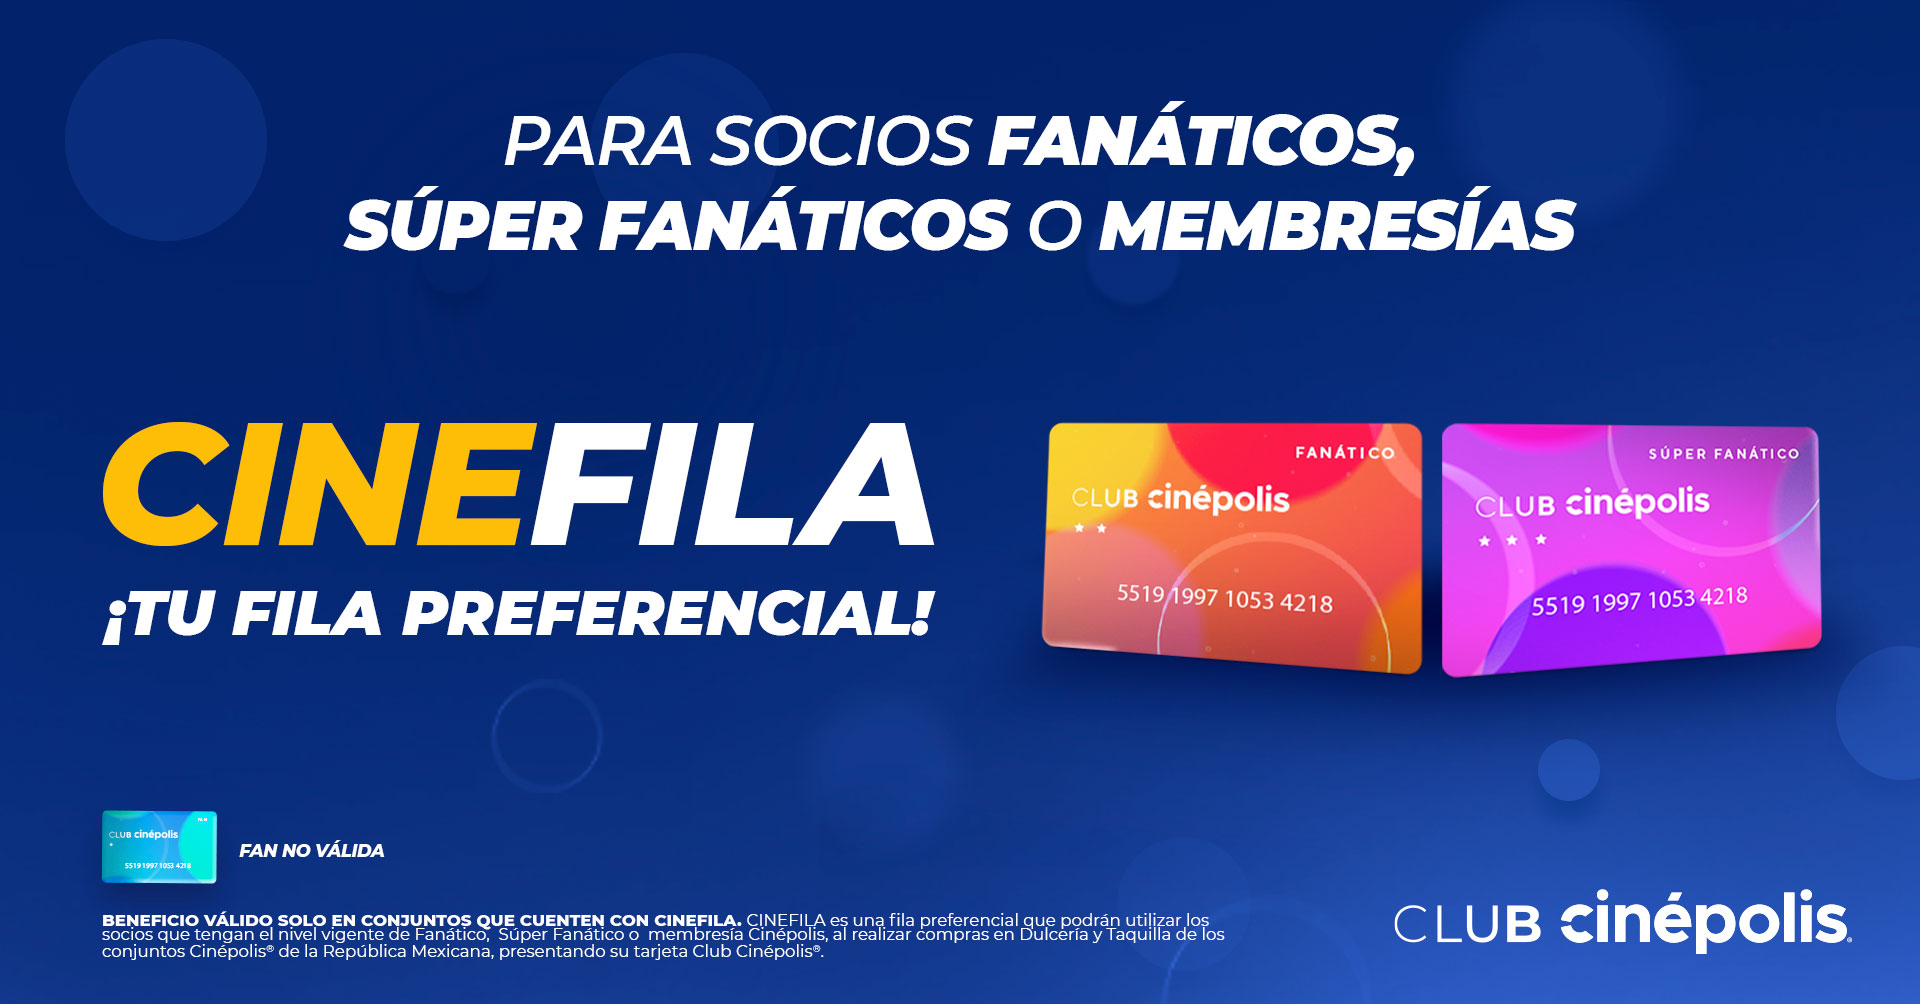 PARA SOCIOS FANÁTICOS,
SÚPER FANÁTICOS O MEMBRESÍAS
CINEFILA
¡TU FILA PREFERENCIAL!
FANÁTICO
CLUB cinépolis
5519 1997 1053 4218
SÚPER FANÁTICO
CLUB cinépolis
5519 1997 1053 4218
FAN
CLUB cinépolis
5519 1997 1053 4218
FAN NO VÁLIDA
BENEFICIO VÁLIDO SOLO EN CONJUNTOS QUE CUENTEN CON CINEFILA. CINEFILA es una fila preferencial que podrán utilizar los
socios que tengan el nivel vigente de Fanático, Súper Fanático o membresía Cinépolis, al realizar compras en Dulcería y Taquilla de los
conjuntos Cinépolis® de la República Mexicana, presentando su tarjeta Club Cinépolis®.
CLUB cinépolis®